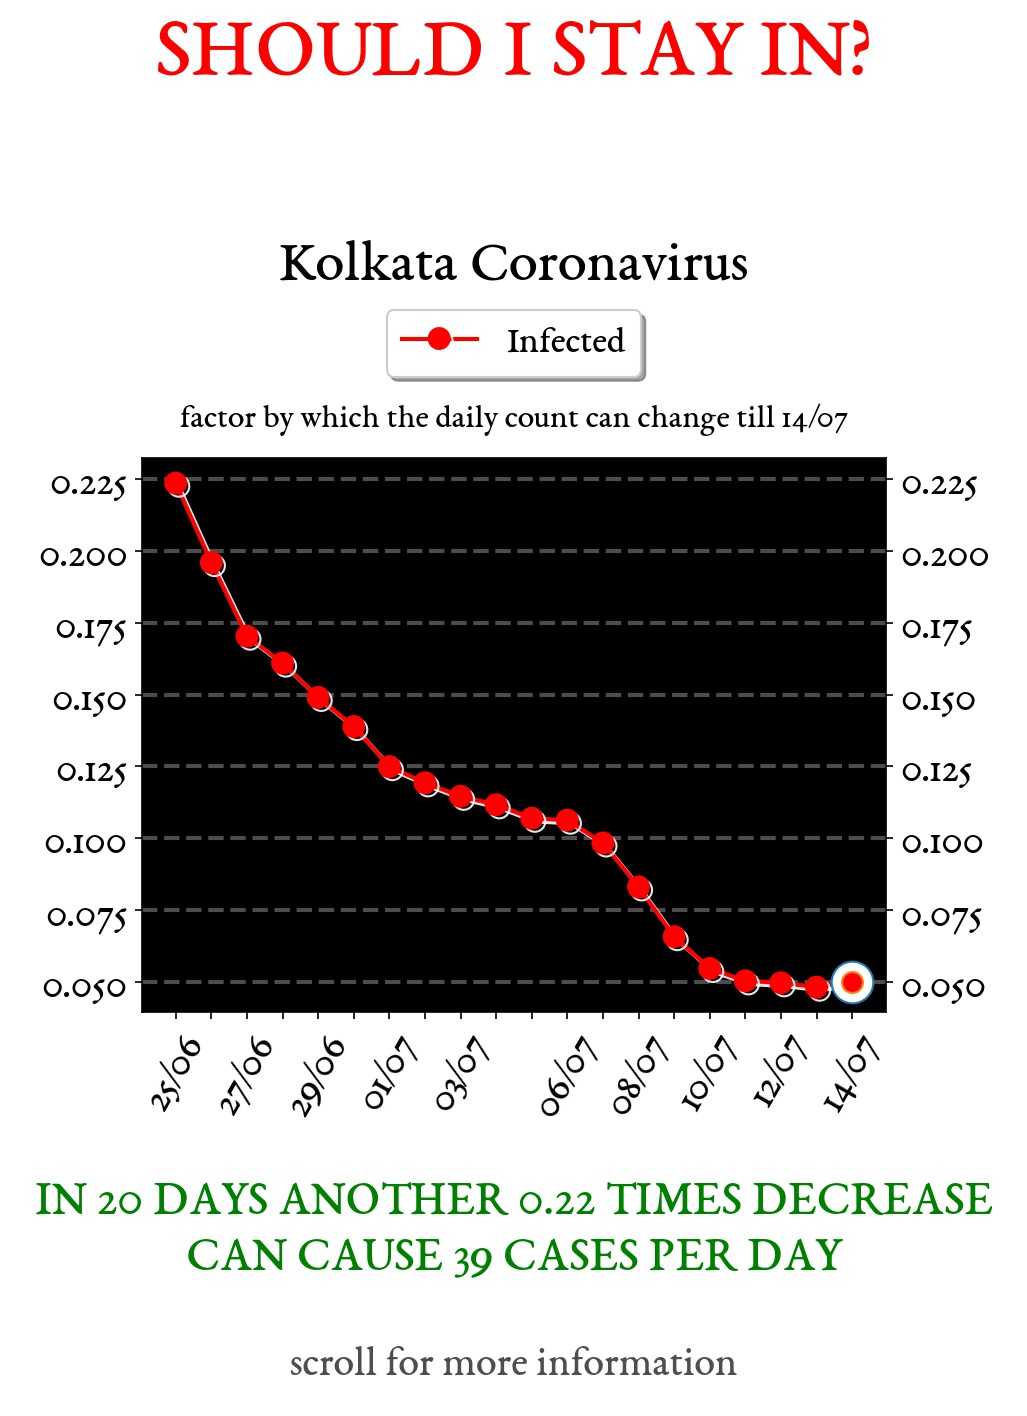 SHOULD I STAY IN?
Kolkata Coronavirus
Infected
factor by which the daily count can change till 14/07
0.225 0.225
0.200 0.200
0.175 0.175
0.150 0.150
0.125 0.125
0.100 0.100
0.075 0.075
0.050 0.050
25/06 27/06 29/06 01/07 03/07 06/07 08/07 10/07 12/07 14/07
IN 20 DAYS ANOTHER 0.22 TIMES DECREASE
CAN CAUSE 39 CASES PER DAY
scroll for more information